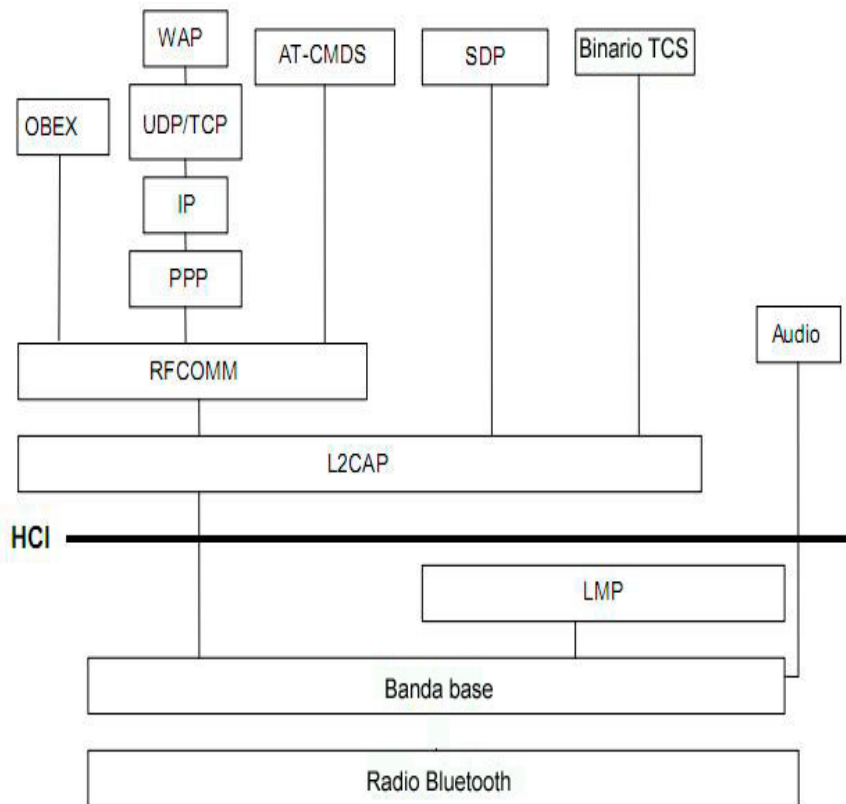 WAP
AT-CMDS
SDP
Binario TCS
OBEX
UDP/TCP
IP
PPP
Audio
RFCOMM
L2CAP
HCI
LMP
Banda base
Radio Bluetooth